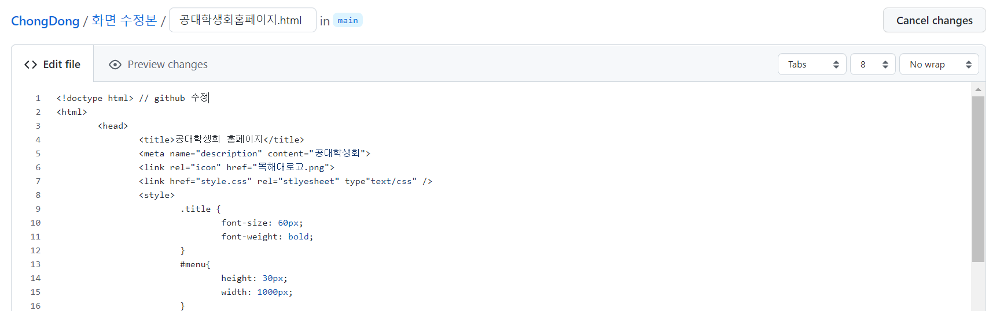 ChongDong / 화면 수정본 / 공대학생회홈페이지.html in main Cancel changes
<> Edit file Preview changes Tabs 8 No wrap
1 <!doctype html> // github 수정
2 <html>
3 <head>
4 <title>공대학생회 홈페이지</title>
5 <meta name="description" content="공대학생회">
6 <link rel="icon" href="목해대로고.png">
7 <link href="style.css" rel="stlyesheet" type"text/css" />
8 <style>
9 .title {
10 font-size: 60px;
11 font-weight: bold;
12 }
13 #menu{
14 height: 30px;
15 width: 1000px;
16 }